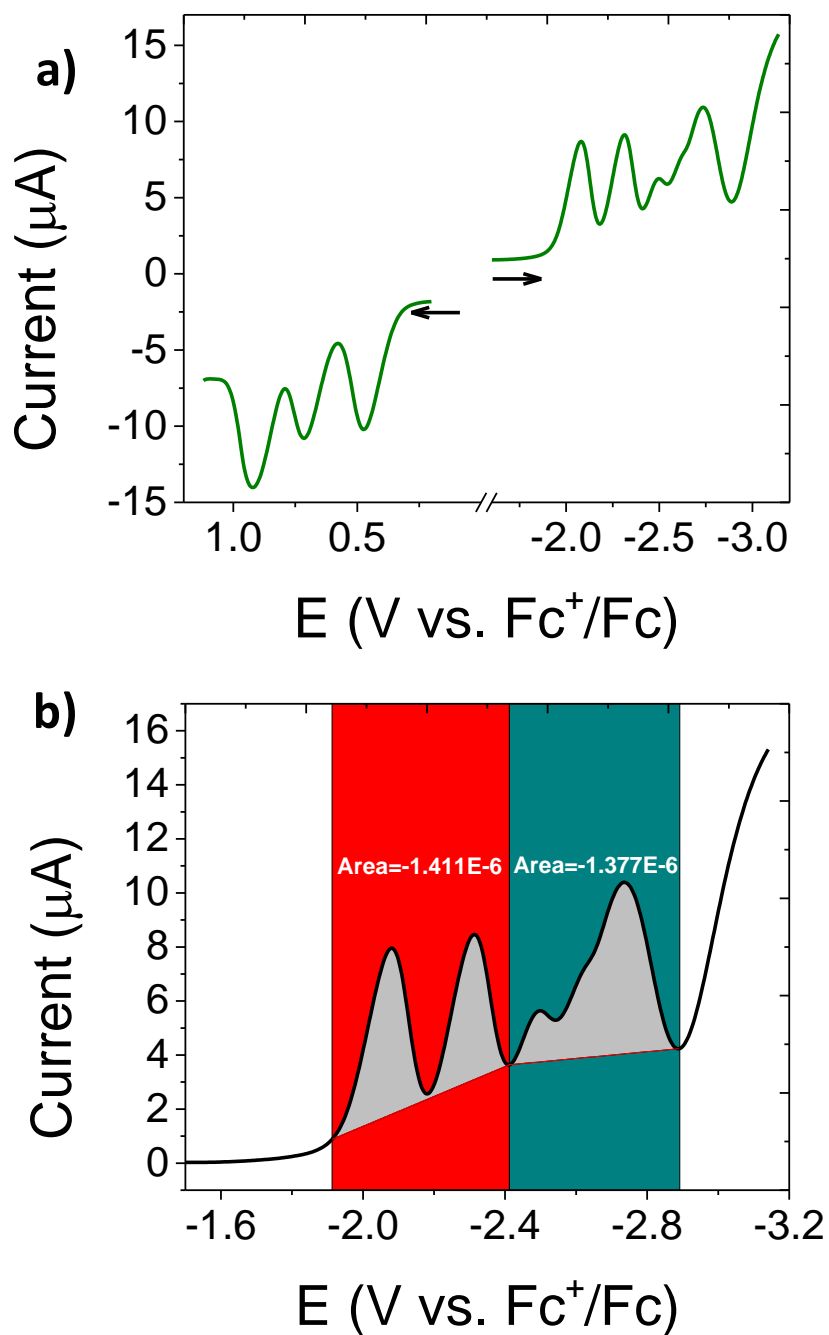 a)
15
10
5
0
-5
-10
-15
Current (μA)
1.0 0.5 -2.0 -2.5 -3.0
E (V vs. Fc⁺/Fc)
b)
16
14
12
10
8
6
4
2
0
Current (μA)
Area=-1.411E-6 Area=-1.377E-6
-1.6 -2.0 -2.4 -2.8 -3.2
E (V vs. Fc⁺/Fc)